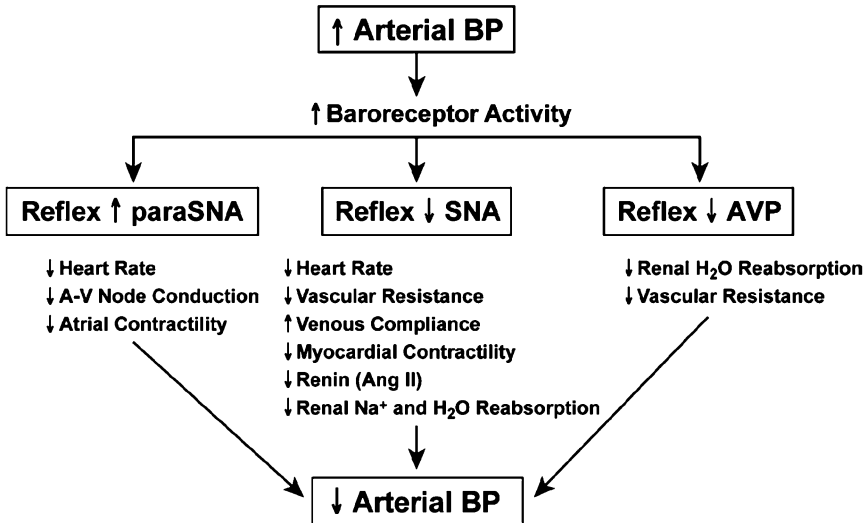 ↑ Arterial BP
↑ Baroreceptor Activity
Reflex ↑ paraSNA
↓ Heart Rate
↓ A-V Node Conduction
↓ Atrial Contractility
Reflex ↓ SNA
↓ Heart Rate
↓ Vascular Resistance
↑ Venous Compliance
↓ Myocardial Contractility
↓ Renin (Ang II)
↓ Renal Na⁺ and H₂O Reabsorption
Reflex ↓ AVP
↓ Renal H₂O Reabsorption
↓ Vascular Resistance
↓ Arterial BP